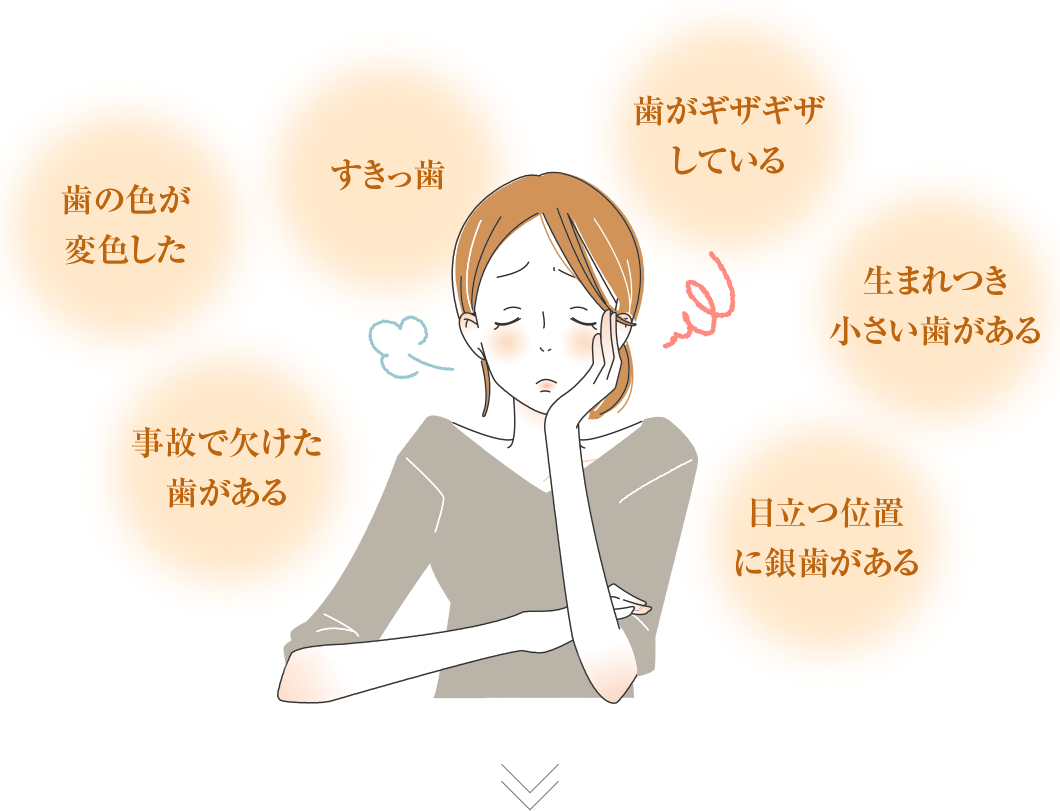 歯の色が
変色した
すきっ歯
歯がギザギザ
している
生まれつき
小さい歯がある
事故で欠けた
歯がある
目立つ位置
に銀歯がある